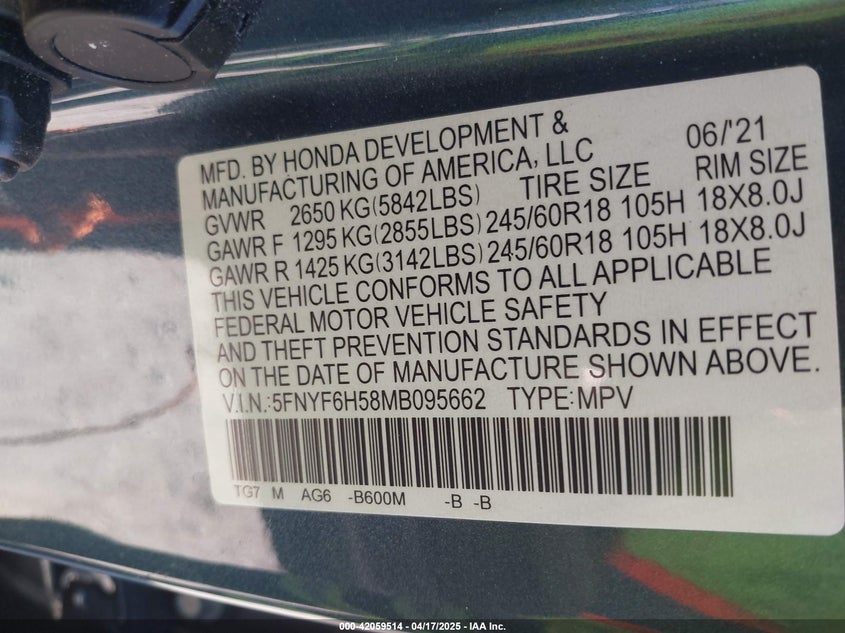 MFD. BY HONDA DEVELOPMENT & 06/'21
MANUFACTURING OF AMERICA, LLC
GVWR 2650 KG(5842LBS) TIRE SIZE RIM SIZE
GAWR F 1295 KG(2855LBS) 245/60R18 105H 18X8.0J
GAWR R 1425 KG(3142LBS) 245/60R18 105H 18X8.0J
THIS VEHICLE CONFORMS TO ALL APPLICABLE
FEDERAL MOTOR VEHICLE SAFETY
AND THEFT PREVENTION STANDARDS IN EFFECT
ON THE DATE OF MANUFACTURE SHOWN ABOVE.
V.I.N.:5FNYF6H58MB095662 TYPE:MPV
TG7 M AG6 -B600M -B -B
000-42059514 - 04/17/2025 - IAA Inc.